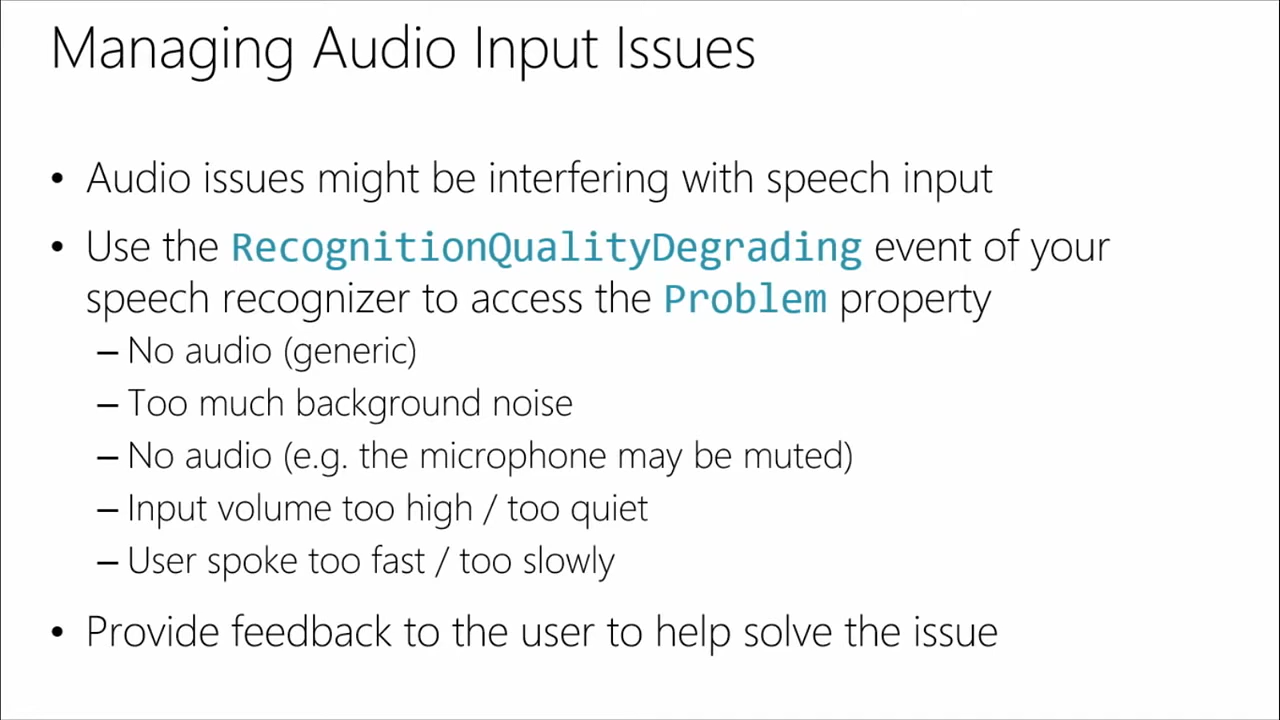 Managing Audio Input Issues
• Audio issues might be interfering with speech input
• Use the RecognitionQualityDegrading event of your
speech recognizer to access the Problem property
– No audio (generic)
– Too much background noise
– No audio (e.g. the microphone may be muted)
– Input volume too high / too quiet
– User spoke too fast / too slowly
• Provide feedback to the user to help solve the issue